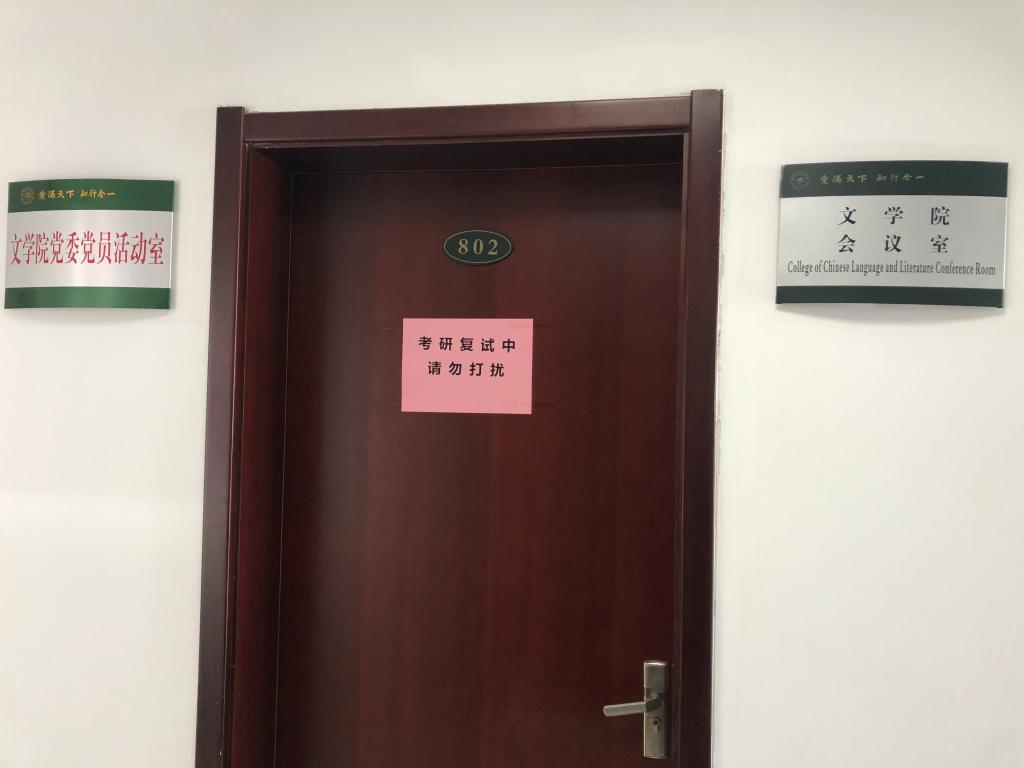 爱满天下 知行合一
文学院党委党员活动室
802
考研复试中
请勿打扰
爱满天下 知行合一
文学院
会议室
College of Chinese Language and Literature Conference Room